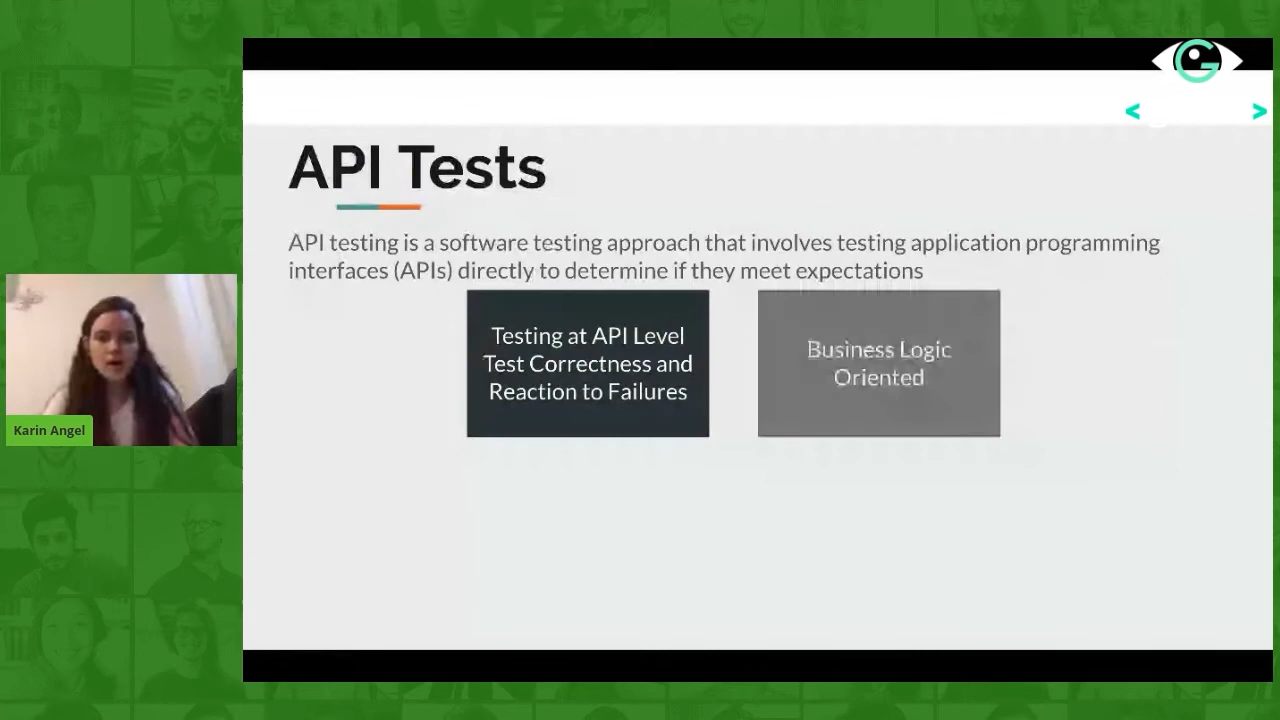 API Tests
API testing is a software testing approach that involves testing application programming
interfaces (APIs) directly to determine if they meet expectations
Testing at API Level
Test Correctness and
Reaction to Failures
Business Logic
Oriented
Karin Angel